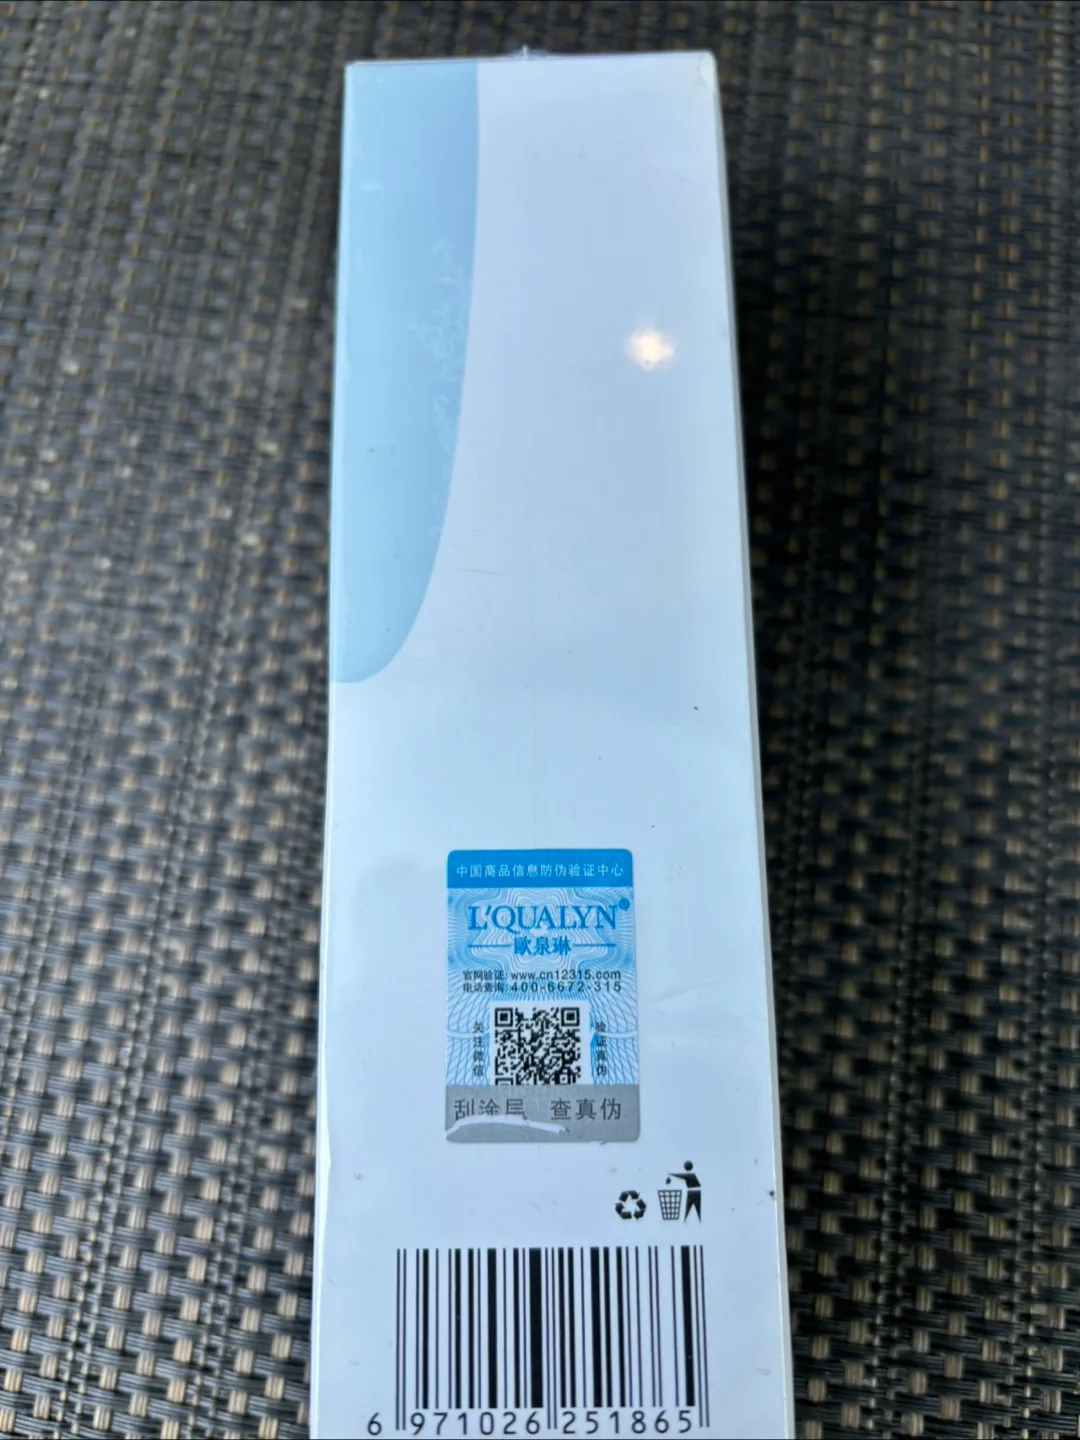 中国商品信息防伪验证中心
L'QUALYN®
歐泉琳
官网验证:www.cn12315.com
电话查询:400-6672-315
关注微信
验证真伪
刮涂层 查真伪
6 971026 251865